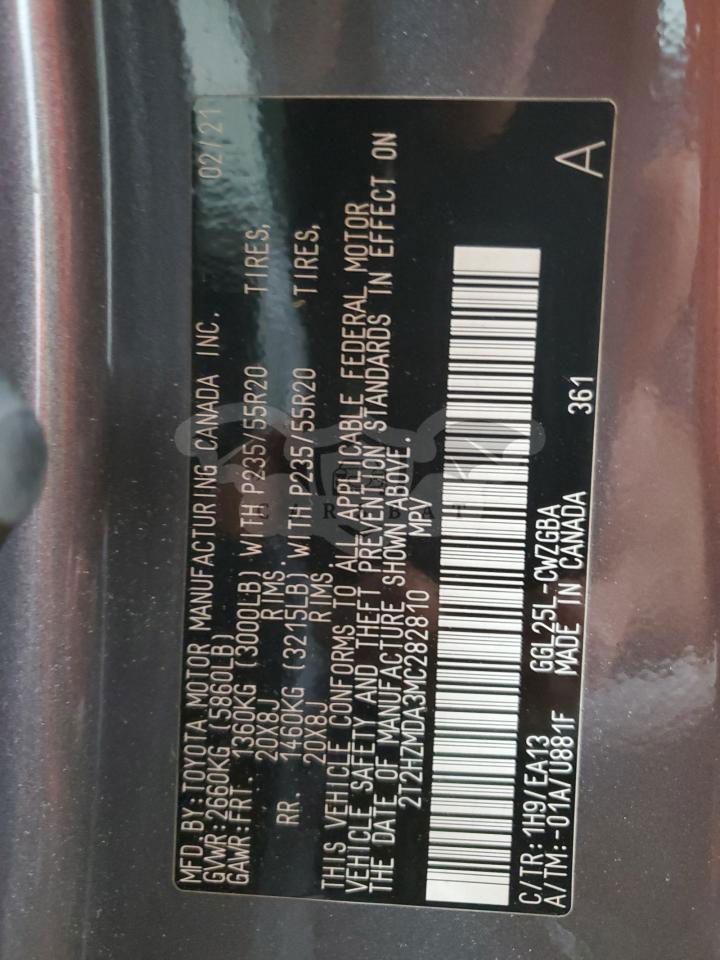 MFD.BY:TOYOTA MOTOR MANUFACTURING CANADA INC. 02/21
GVWR:2660KG (5860LB)
GAWR:FRT. 1360KG (3000LB) WITH P235/55R20 TIRES,
20X8J RIMS.
RR. 1460KG (3215LB) WITH P235/55R20 TIRES,
20X8J RIMS.
THIS VEHICLE CONFORMS TO ALL APPLICABLE FEDERAL MOTOR
VEHICLE SAFETY AND THEFT PREVENTION STANDARDS IN EFFECT ON
THE DATE OF MANUFACTURE SHOWN ABOVE.
2T2HZMDA3MC282810 MPV
A
C/TR:1H9/EA13 GGL25L-CWZGBA 361
A/TM:-01A/U881F MADE IN CANADA